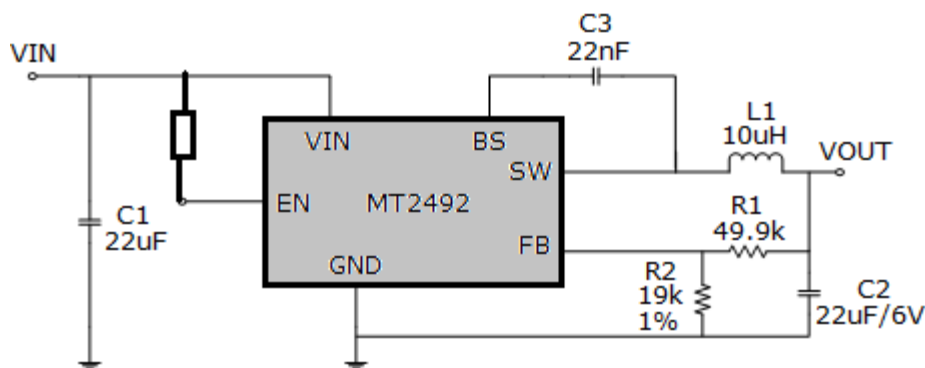 C3
22nF
VIN
L1
10uH
VIN
BS
VOUT
SW
EN
MT2492
R1
49.9k
C1
22uF
FB
GND
R2
19k
1%
C2
22uF/6V